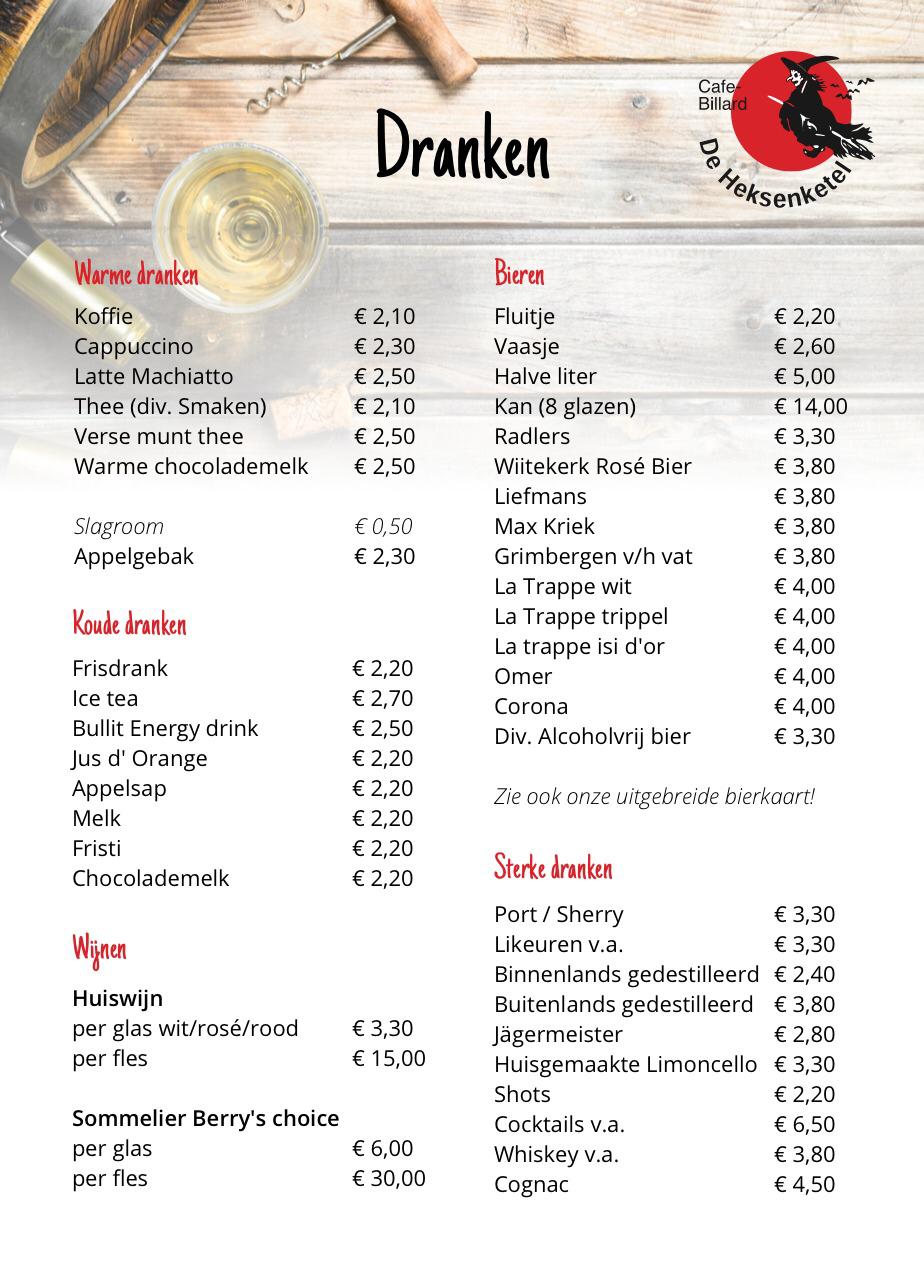 Dranken
Cafe-
Billard
De Heksenketel
Warme dranken
Koffie € 2,10
Cappuccino € 2,30
Latte Machiatto € 2,50
Thee (div. Smaken) € 2,10
Verse munt thee € 2,50
Warme chocolademelk € 2,50
Slagroom € 0,50
Appelgebak € 2,30
Koude dranken
Frisdrank € 2,20
Ice tea € 2,70
Bullit Energy drink € 2,50
Jus d' Orange € 2,20
Appelsap € 2,20
Melk € 2,20
Fristi € 2,20
Chocolademelk € 2,20
Wijnen
Huiswijn
per glas wit/rosé/rood € 3,30
per fles € 15,00
Sommelier Berry's choice
per glas € 6,00
per fles € 30,00
Bieren
Fluitje € 2,20
Vaasje € 2,60
Halve liter € 5,00
Kan (8 glazen) € 14,00
Radlers € 3,30
Wiitekerk Rosé Bier € 3,80
Liefmans € 3,80
Max Kriek € 3,80
Grimbergen v/h vat € 3,80
La Trappe wit € 4,00
La Trappe trippel € 4,00
La trappe isi d'or € 4,00
Omer € 4,00
Corona € 4,00
Div. Alcoholvrij bier € 3,30
Zie ook onze uitgebreide bierkaart!
Sterke dranken
Port / Sherry € 3,30
Likeuren v.a. € 3,30
Binnenlands gedestilleerd € 2,40
Buitenlands gedestilleerd € 3,80
Jägermeister € 2,80
Huisgemaakte Limoncello € 3,30
Shots € 2,20
Cocktails v.a. € 6,50
Whiskey v.a. € 3,80
Cognac € 4,50